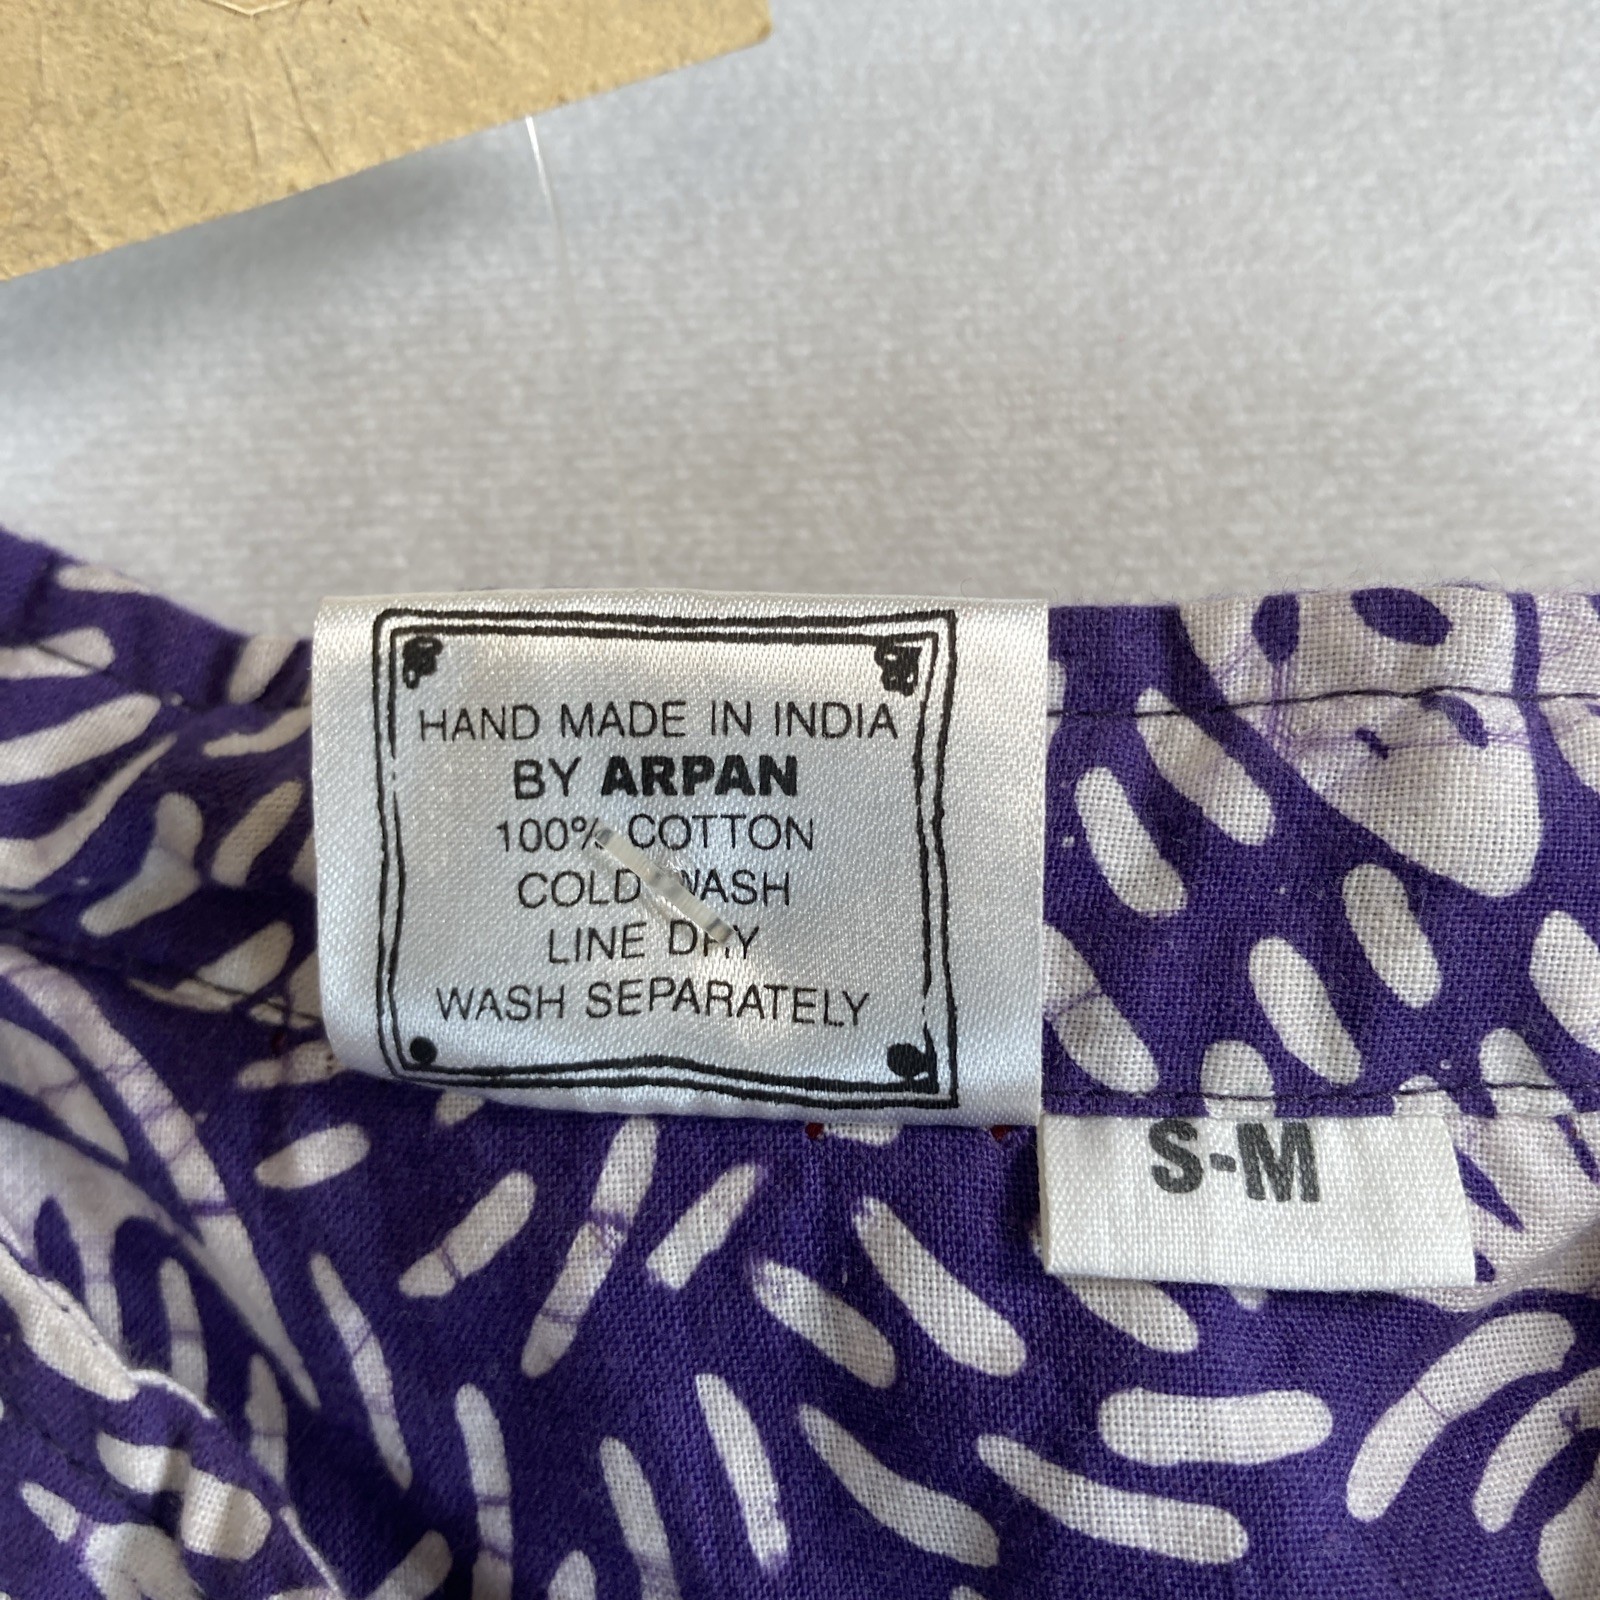 HAND MADE IN INDIA
BY ARPAN
100% COTTON
COLD WASH
LINE DRY
WASH SEPARATELY
S-M